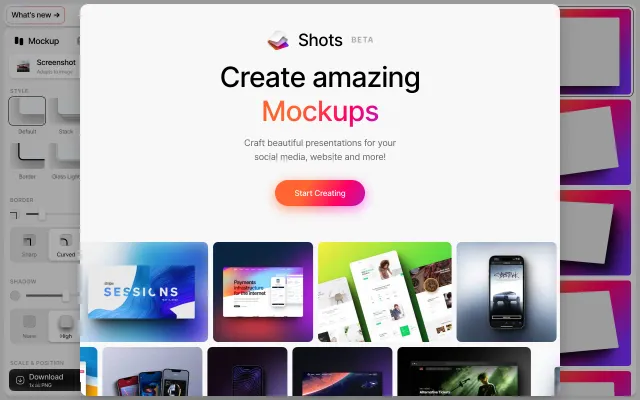 What's new →
Mockup
Screenshot
Adapts to image
STYLE
Default
Stack
Border
Glass Light
BORDER
Sharp
Curved
SHADOW
None
High
SCALE & POSITION
Download
1x as PNG
Shots BETA
Create amazing
Mockups
Craft beautiful presentations for your
social media, website and more!
Start Creating
SESSIONS
Payments
infrastructure
for the internet
Alternative Times